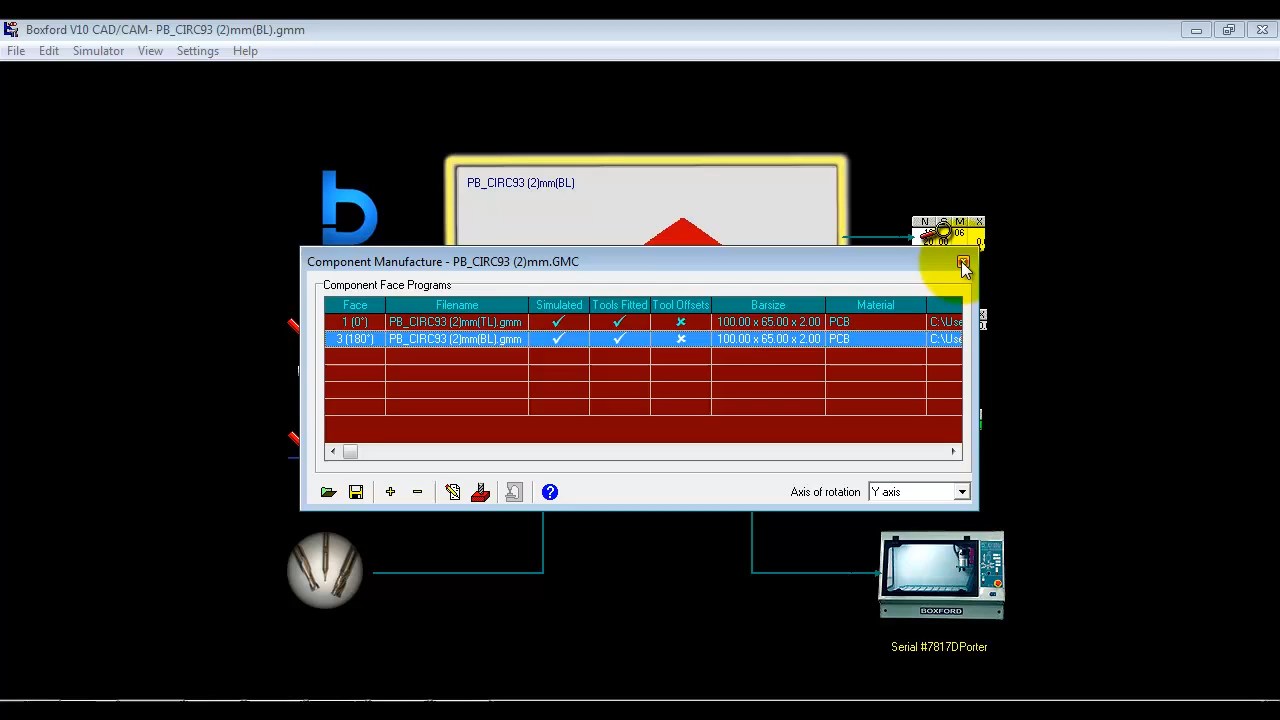 Boxford V10 CAD/CAM- PB_CIRC93 (2)mm(BL).gmm
File Edit Simulator View Settings Help
PB_CIRC93 (2)mm(BL)
N S M X
06
Component Manufacture - PB_CIRC93 (2)mm.GMC
Component Face Programs
Face Filename Simulated Tools Fitted Tool Offsets Barsize Material
1 (0°) PB_CIRC93 (2)mm(TL).gmm 100.00 x 65.00 x 2.00 PCB C:\Use
3 (180°) PB_CIRC93 (2)mm(BL).gmm 100.00 x 65.00 x 2.00 PCB C:\Use
Axis of rotation Y axis
BOXFORD
Serial #7817DPorter